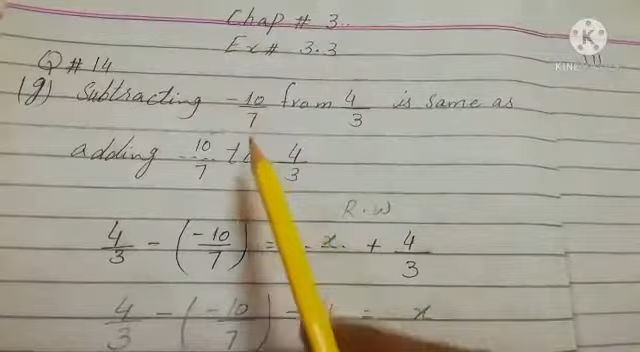 Chap # 3..
Ex # 3.3
Q # 14
(g) Subtracting -10/7 from 4/3 is same as
adding 10/7 to 4/3
R.W
4/3 - (-10/7) = x + 4/3
4/3 - (-10/7) - = x
K
KINE